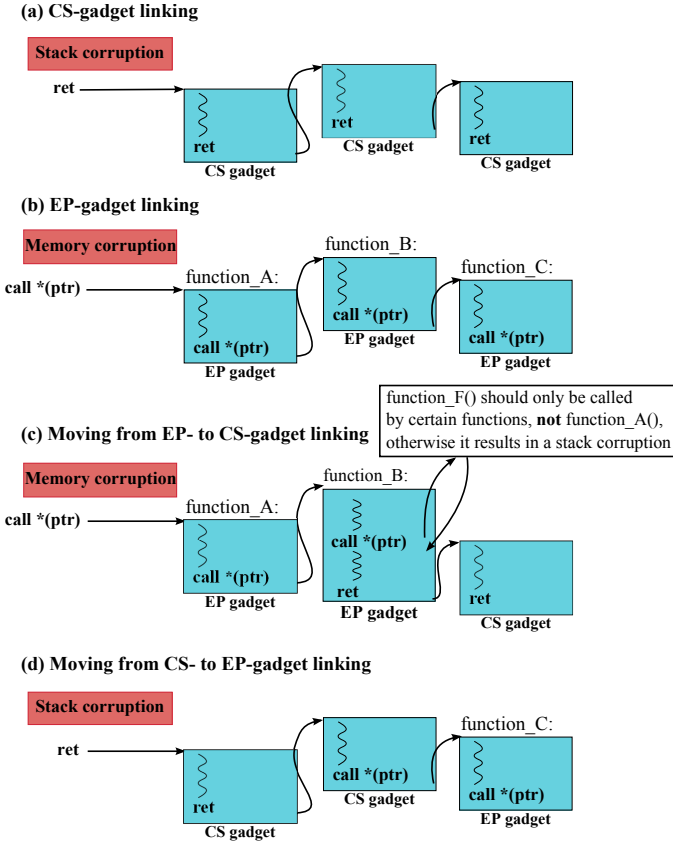 (a) CS-gadget linking
Stack corruption
ret
ret
CS gadget
ret
CS gadget
ret
CS gadget
(b) EP-gadget linking
Memory corruption
call *(ptr)
function_A:
call *(ptr)
EP gadget
function_B:
call *(ptr)
EP gadget
function_C:
call *(ptr)
EP gadget
function_F() should only be called
by certain functions, not function_A(),
otherwise it results in a stack corruption
(c) Moving from EP- to CS-gadget linking
Memory corruption
call *(ptr)
function_A:
call *(ptr)
EP gadget
function_B:
call *(ptr)
ret
EP gadget
ret
CS gadget
(d) Moving from CS- to EP-gadget linking
Stack corruption
ret
ret
CS gadget
call *(ptr)
CS gadget
function_C:
call *(ptr)
EP gadget